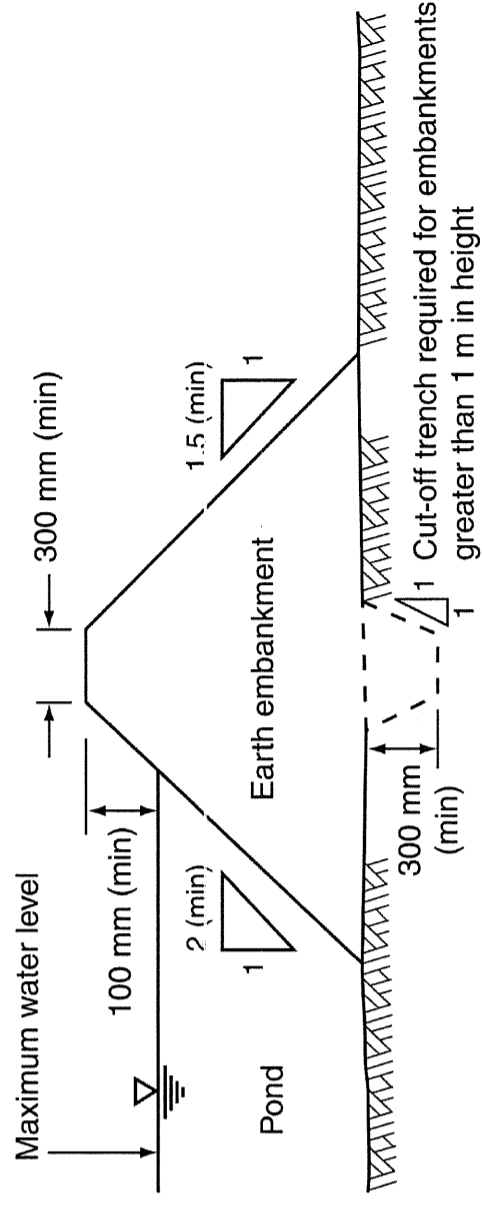 Maximum water level
300 mm (min)
100 mm (min)
2 (min)
1
1.5 (min)
1
Pond
Earth embankment
300 mm
(min)
1
1
Cut-off trench required for embankments
greater than 1 m in height